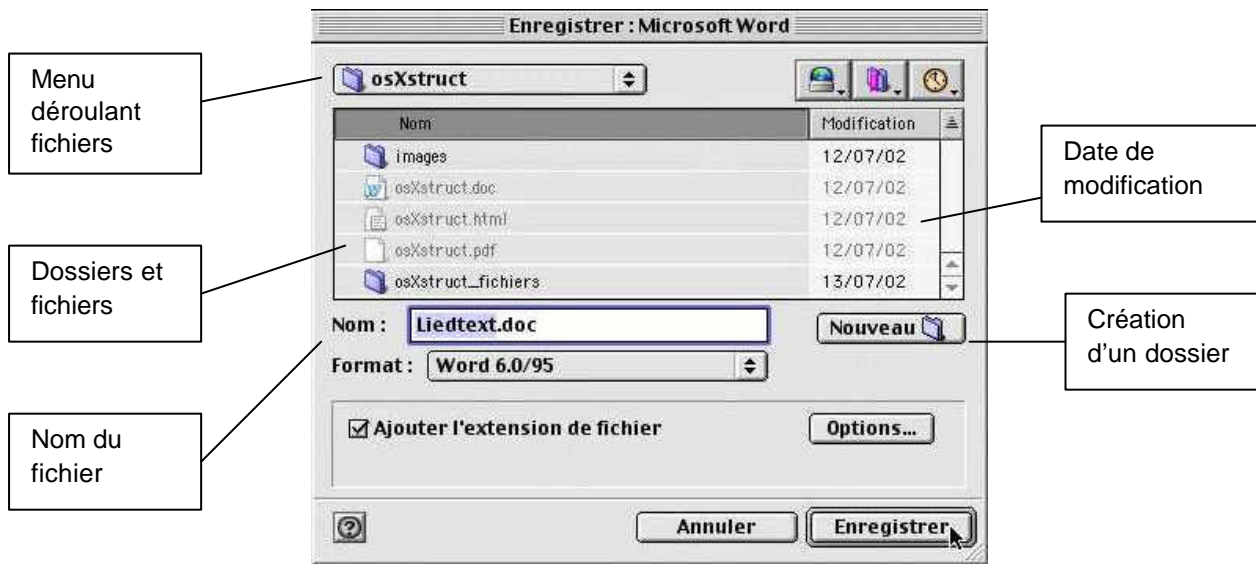 Enregistrer : Microsoft Word
Menu
déroulant
fichiers
osXstruct
Nom Modification
images 12/07/02
osXstruct.doc 12/07/02
osXstruct.html 12/07/02
osXstruct.pdf 12/07/02
osXstruct_fichiers 13/07/02
Date de
modification
Dossiers et
fichiers
Nom : Liedtext.doc
Nouveau
Création
d'un dossier
Format : Word 6.0/95
Nom du
fichier
Ajouter l'extension de fichier
Options...
?
Annuler
Enregistrer